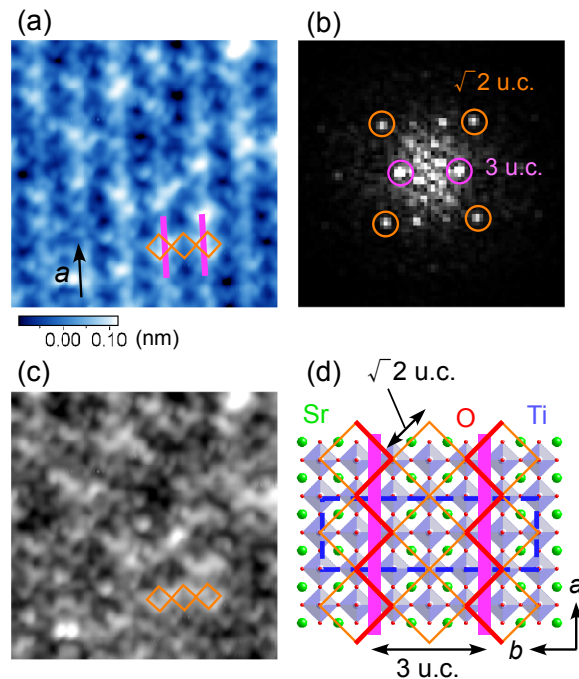 (a)
a
0.00 0.10 (nm)
(b)
√2 u.c.
3 u.c.
(c)
(d)
√2 u.c.
Sr O Ti
a
b
3 u.c.